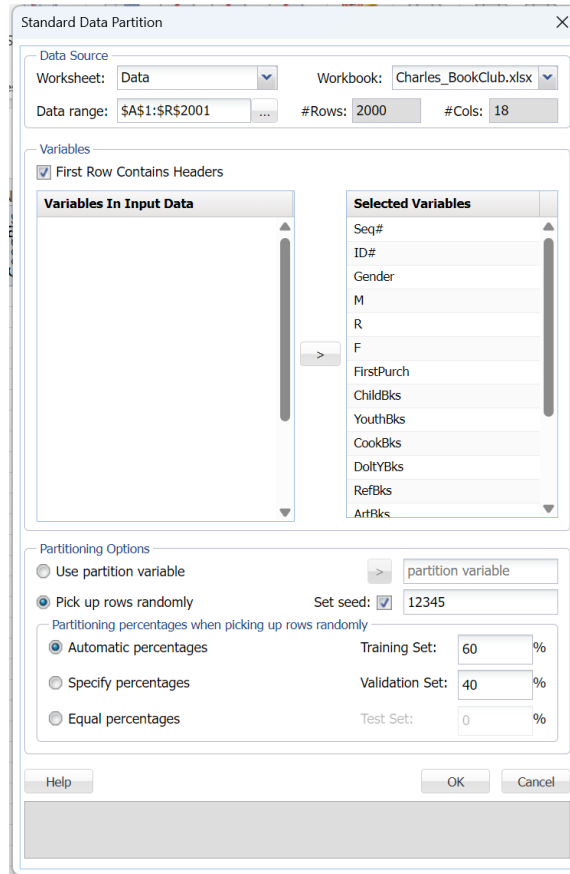 Standard Data Partition
Data Source
Worksheet: Data Workbook: Charles_BookClub.xlsx
Data range: $A$1:$R$2001 ... #Rows: 2000 #Cols: 18
Variables
First Row Contains Headers
Variables In Input Data Selected Variables
Seq#
ID#
Gender
M
R
F
>
FirstPurch
ChildBks
YouthBks
CookBks
DoItYBks
RefBks
ArtBks
Partitioning Options
Use partition variable > partition variable
Pick up rows randomly Set seed: 12345
Partitioning percentages when picking up rows randomly
Automatic percentages Training Set: 60 %
Specify percentages Validation Set: 40 %
Equal percentages Test Set: 0 %
Help OK Cancel